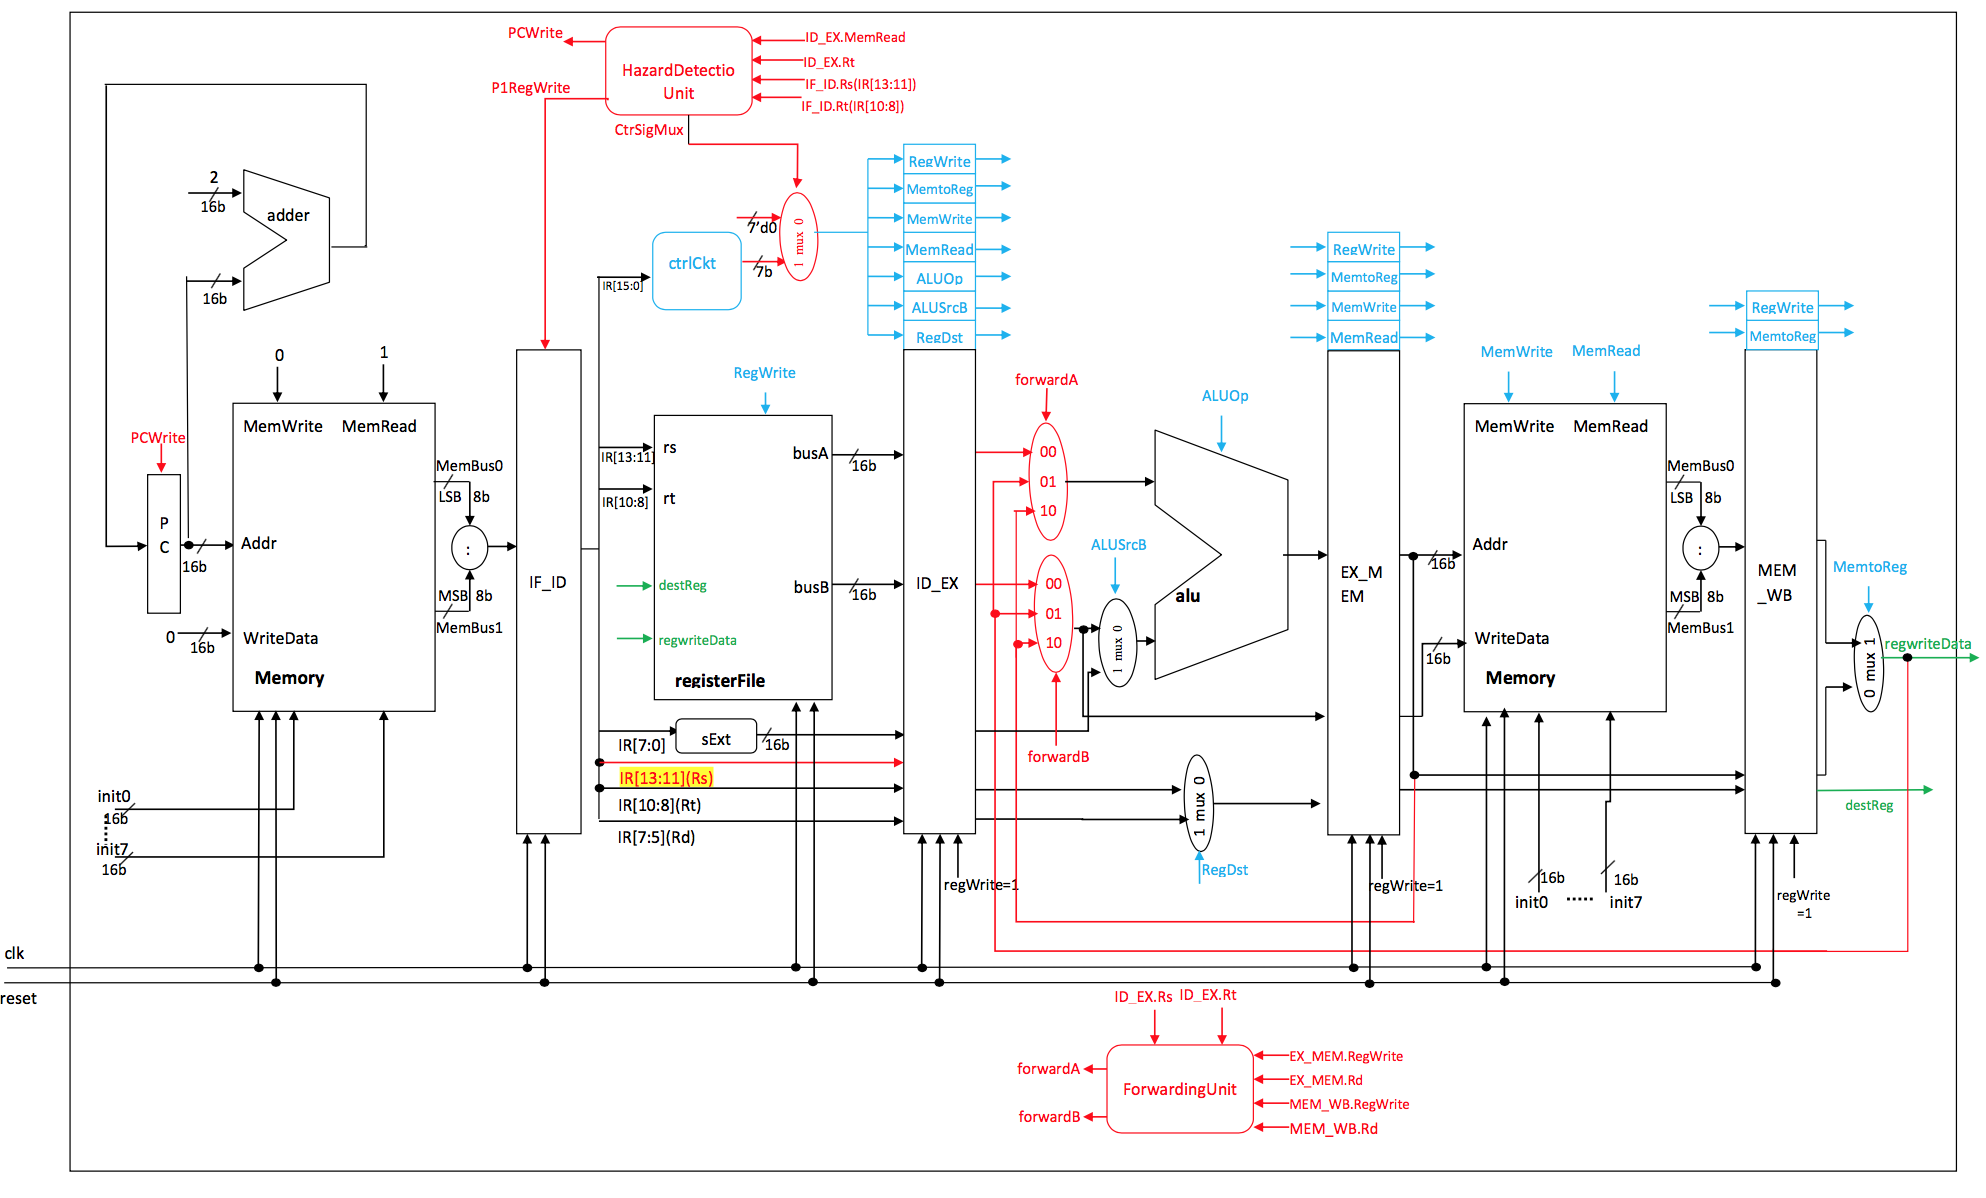 PCWrite
HazardDetectio
Unit
ID_EX.MemRead
ID_EX.Rt
IF_ID.Rs(IR[13:11])
IF_ID.Rt(IR[10:8])
P1RegWrite
CtrSigMux
2
16b
adder
16b
7'd0
7b
1 mux 0
ctrlCkt
IR[15:0]
RegWrite
MemtoReg
MemWrite
MemRead
ALUOp
ALUSrcB
RegDst
RegWrite
MemtoReg
MemWrite
MemRead
RegWrite
MemtoReg
0
1
MemWrite
MemRead
PCWrite
P
C
16b
Addr
0
16b
WriteData
Memory
MemBus0
LSB
8b
:
MSB
8b
MemBus1
init0
16b
init7
16b
IF_ID
RegWrite
IR[13:11]
rs
IR[10:8]
rt
busA
16b
busB
16b
destReg
regwriteData
registerFile
IR[7:0]
sExt
16b
IR[13:11](Rs)
IR[10:8](Rt)
IR[7:5](Rd)
ID_EX
regWrite=1
forwardA
00
01
10
00
01
10
forwardB
ALUSrcB
1 mux 0
ALUOp
alu
1 mux 0
RegDst
EX_M
EM
regWrite=1
16b
16b
MemWrite
MemRead
MemWrite
MemRead
Addr
WriteData
Memory
MemBus0
LSB
8b
:
MSB
8b
MemBus1
16b
16b
init0
init7
MEM
_WB
regWrite
=1
MemtoReg
0 mux 1
regwriteData
destReg
clk
reset
ID_EX.Rs
ID_EX.Rt
forwardA
forwardB
ForwardingUnit
EX_MEM.RegWrite
EX_MEM.Rd
MEM_WB.RegWrite
MEM_WB.Rd